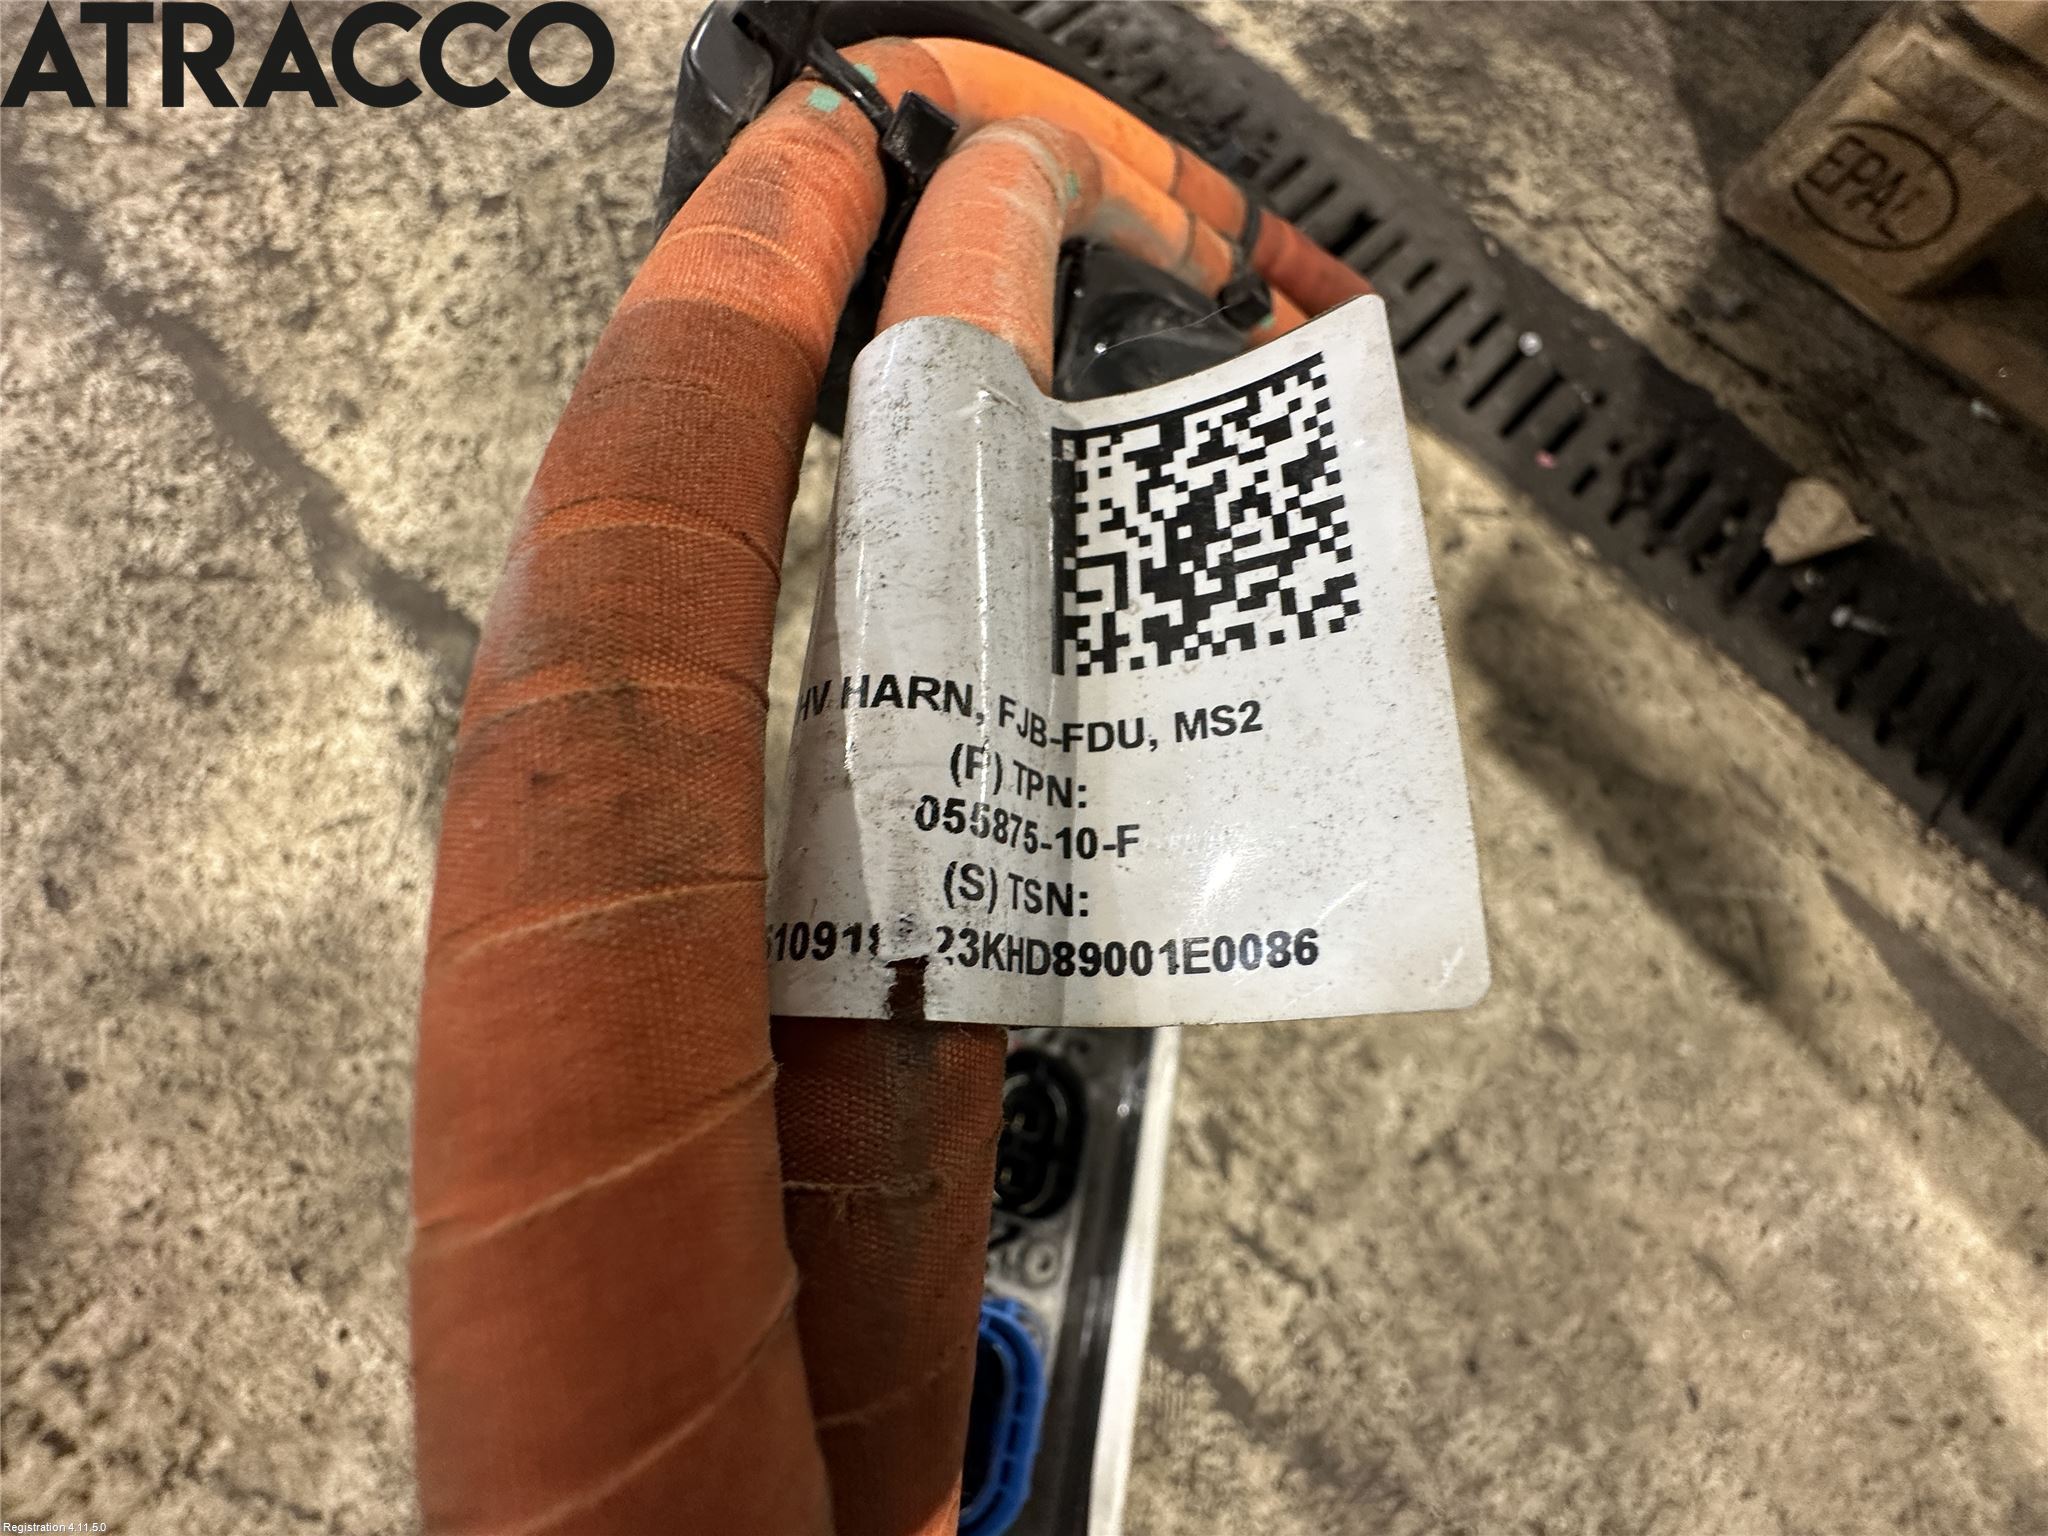 ATRACCO
EPAL
HV HARN, FJB-FDU, MS2
(P) TPN:
055875-10-F
(S) TSN:
23KHD89001E0086
Registration 4.11.5.0